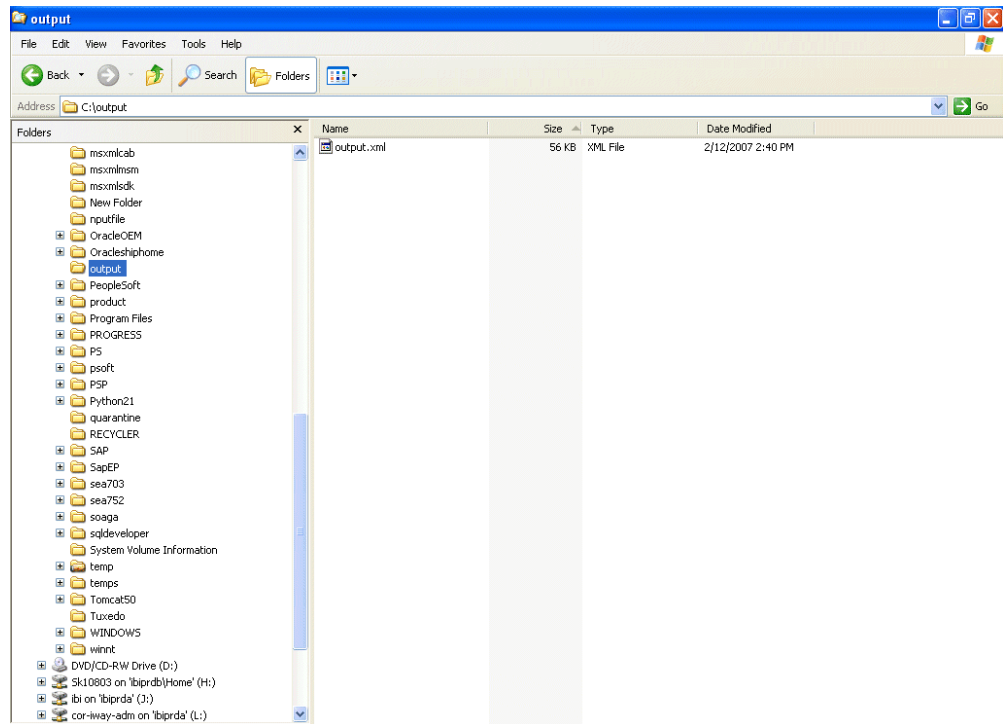 output
File Edit View Favorites Tools Help
Back Search Folders
Address C:\output Go
Folders
Name Size Type Date Modified
output.xml 56 KB XML File 2/12/2007 2:40 PM
msxmlcab
msxmlmsm
msxmlsdk
New Folder
nputfile
OracleOEM
Oracleshiphome
output
PeopleSoft
product
Program Files
PROGRESS
PS
psoft
PSP
Python21
quarantine
RECYCLER
SAP
SapEP
sea703
sea752
soaga
sqldeveloper
System Volume Information
temp
temps
Tomcat50
Tuxedo
WINDOWS
winnt
DVD/CD-RW Drive (D:)
Sk10803 on 'ibiprdb\Home' (H:)
ibi on 'ibiprda' (J:)
cor-iway-adm on 'ibiprda' (L:)